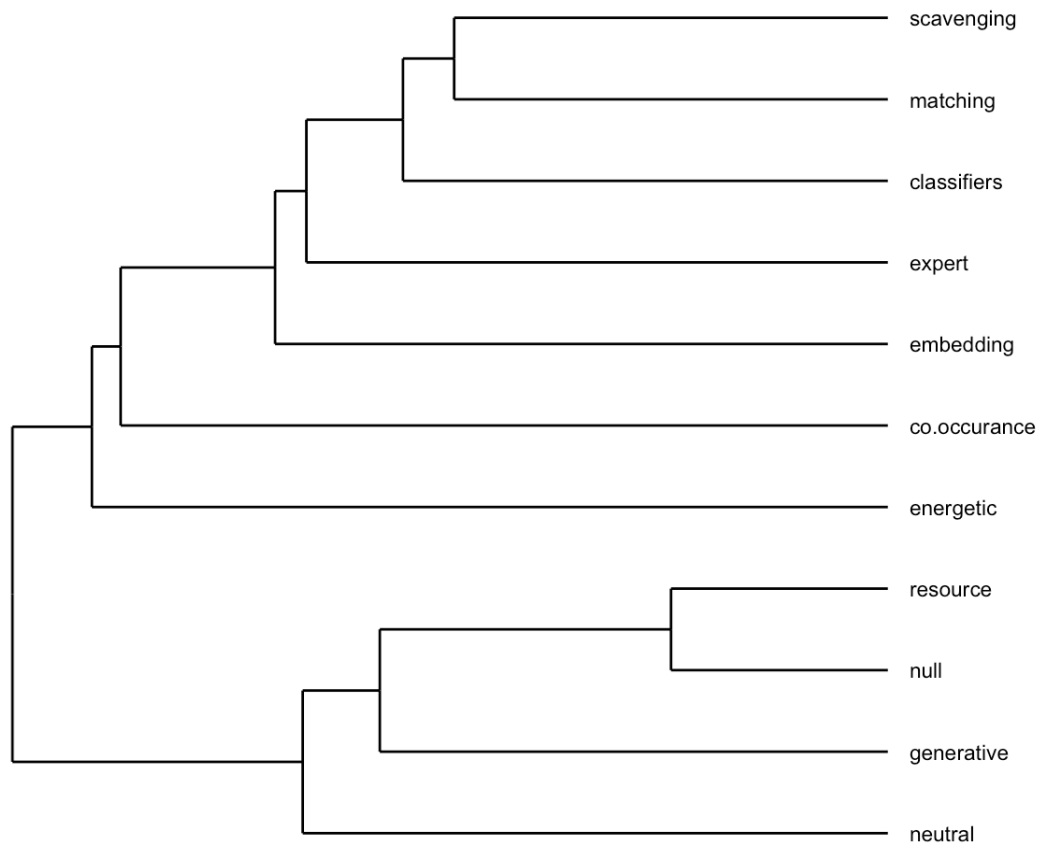 scavenging
matching
classifiers
expert
embedding
co.occurance
energetic
resource
null
generative
neutral